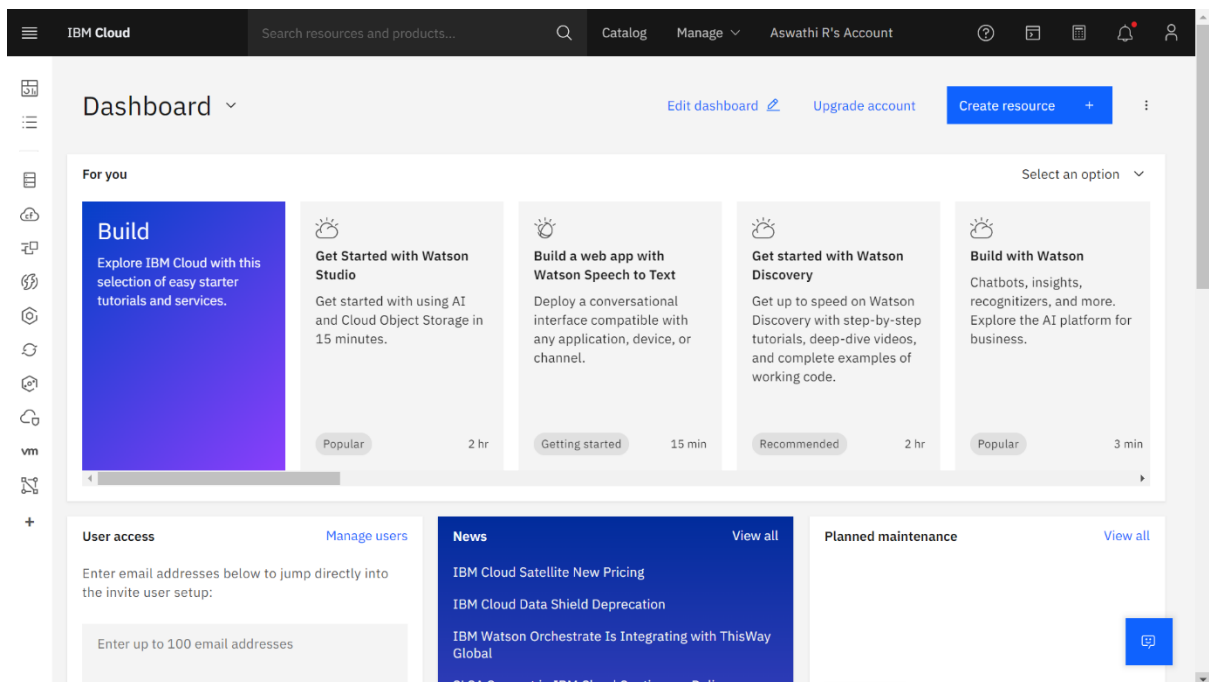 IBM Cloud
Search resources and products...
Catalog
Manage
Aswathi R's Account
Dashboard
Edit dashboard
Upgrade account
Create resource +
For you
Select an option
Build
Explore IBM Cloud with this
selection of easy starter
tutorials and services.
Get Started with Watson
Studio
Get started with using AI
and Cloud Object Storage in
15 minutes.
Popular
2 hr
Build a web app with
Watson Speech to Text
Deploy a conversational
interface compatible with
any application, device, or
channel.
Getting started
15 min
Get started with Watson
Discovery
Get up to speed on Watson
Discovery with step-by-step
tutorials, deep-dive videos,
and complete examples of
working code.
Recommended
2 hr
Build with Watson
Chatbots, insights,
recognizers, and more.
Explore the AI platform for
business.
Popular
3 min
vm
User access
Manage users
Enter email addresses below to jump directly into
the invite user setup:
Enter up to 100 email addresses
News
View all
IBM Cloud Satellite New Pricing
IBM Cloud Data Shield Deprecation
IBM Watson Orchestrate Is Integrating with ThisWay
Global
Planned maintenance
View all